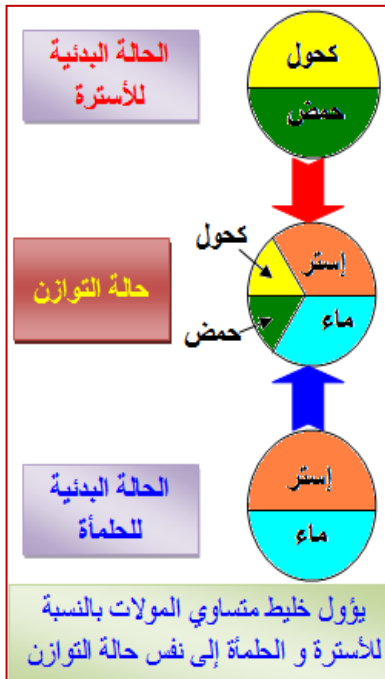 الحالة البدئية
للأسترة
كحول
حمض
كحول
إستر
حالة التوازن
ماء
حمض
الحالة البدئية
للحلمأة
إستر
ماء
يؤول خليط متساوي المولات بالنسبة
للأسترة و الحلمأة إلى نفس حالة التوازن